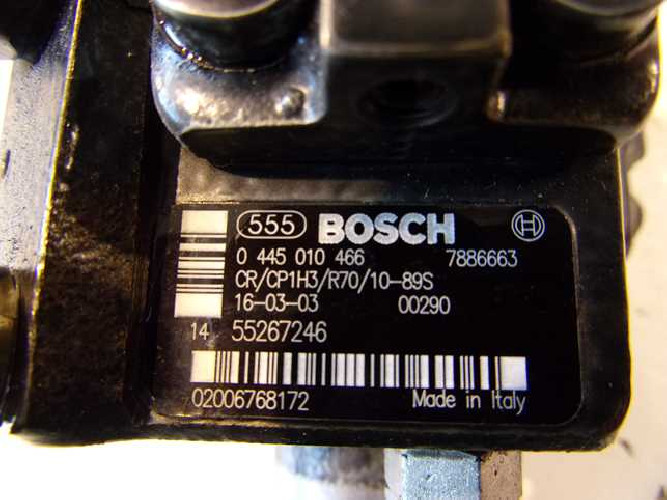 555 BOSCH
0 445 010 466 7886663
CR/CP1H3/R70/10-89S
16-03-03 00290
14 55267246
02006768172 Made in Italy